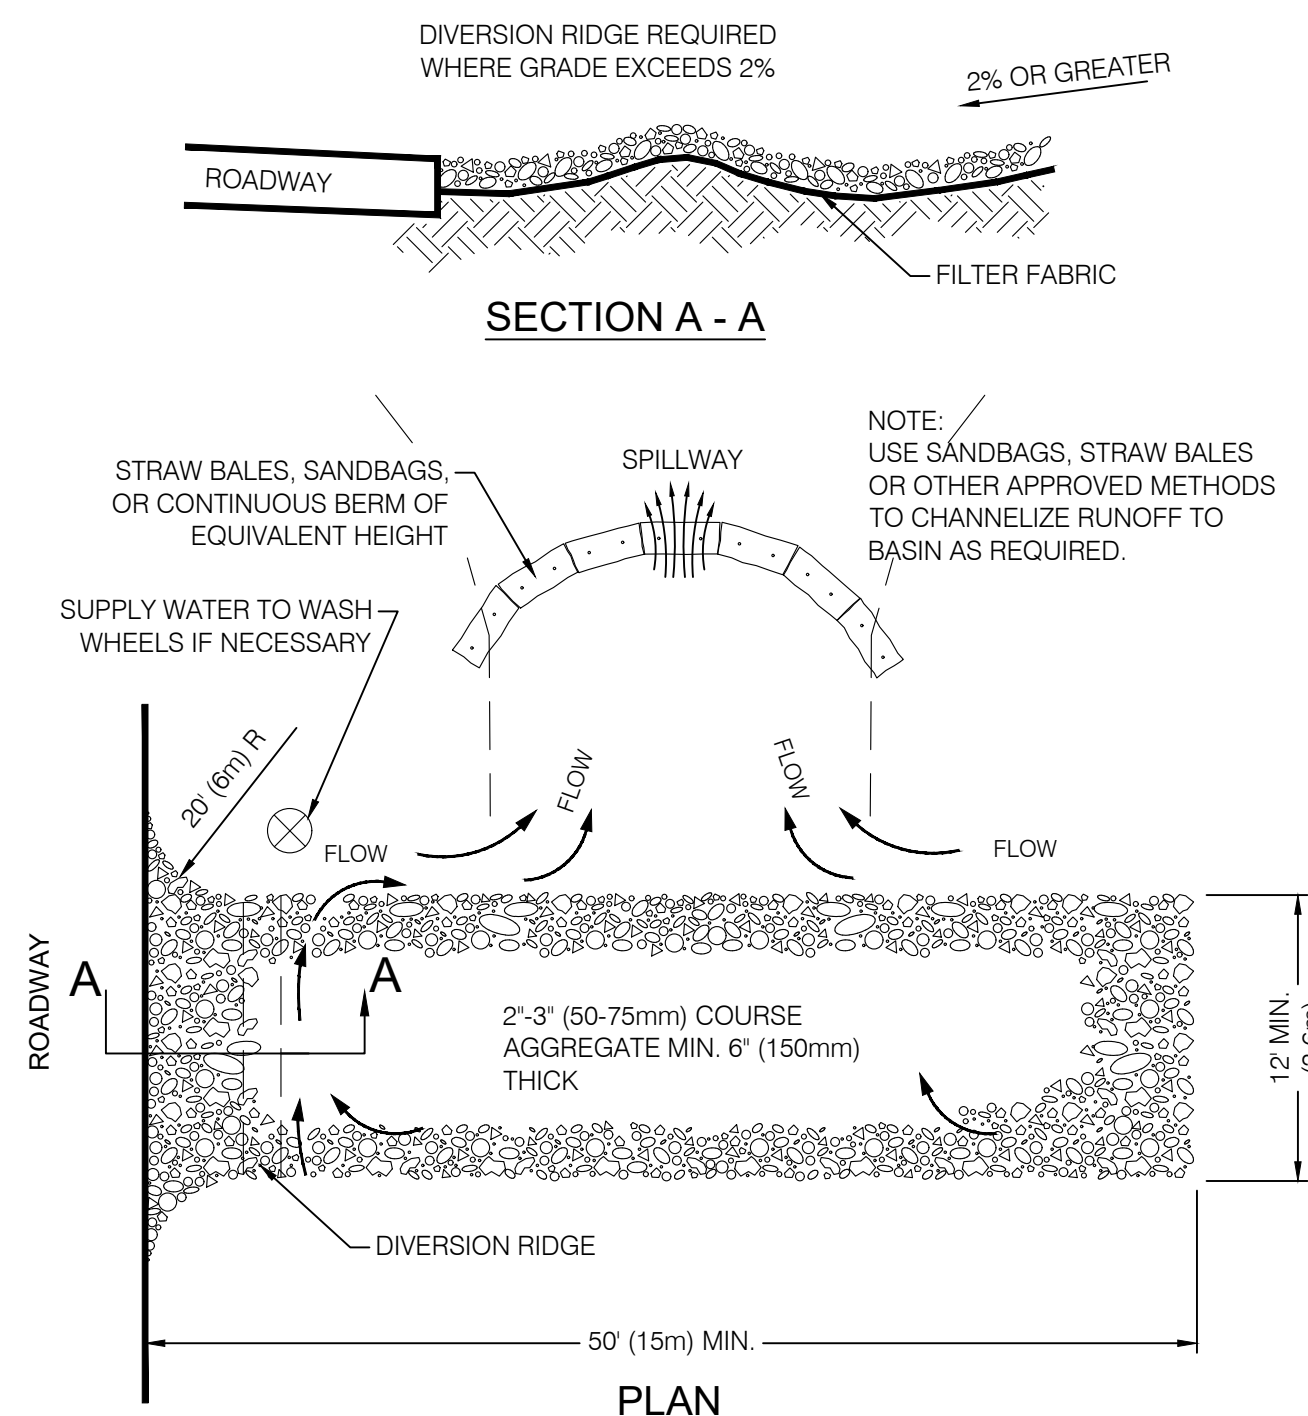 DIVERSION RIDGE REQUIRED
WHERE GRADE EXCEEDS 2%
2% OR GREATER
ROADWAY
FILTER FABRIC
SECTION A - A
NOTE:
USE SANDBAGS, STRAW BALES
OR OTHER APPROVED METHODS
TO CHANNELIZE RUNOFF TO
BASIN AS REQUIRED.
STRAW BALES, SANDBAGS,
OR CONTINUOUS BERM OF
EQUIVALENT HEIGHT
SPILLWAY
SUPPLY WATER TO WASH
WHEELS IF NECESSARY
20' (6m) R
FLOW
FLOW
FLOW
FLOW
ROADWAY
A
A
2"-3" (50-75mm) COURSE
AGGREGATE MIN. 6" (150mm)
THICK
12' MIN.
DIVERSION RIDGE
50' (15m) MIN.
PLAN